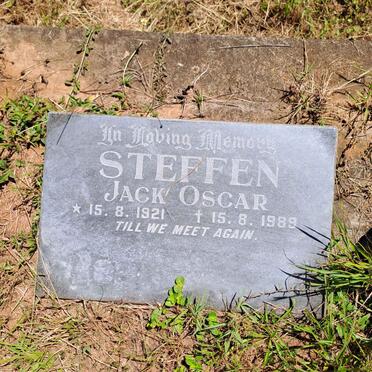 In Loving Memory
STEFFEN
JACK OSCAR
★ 15. 8. 1921 † 15. 8. 1989
TILL WE MEET AGAIN.